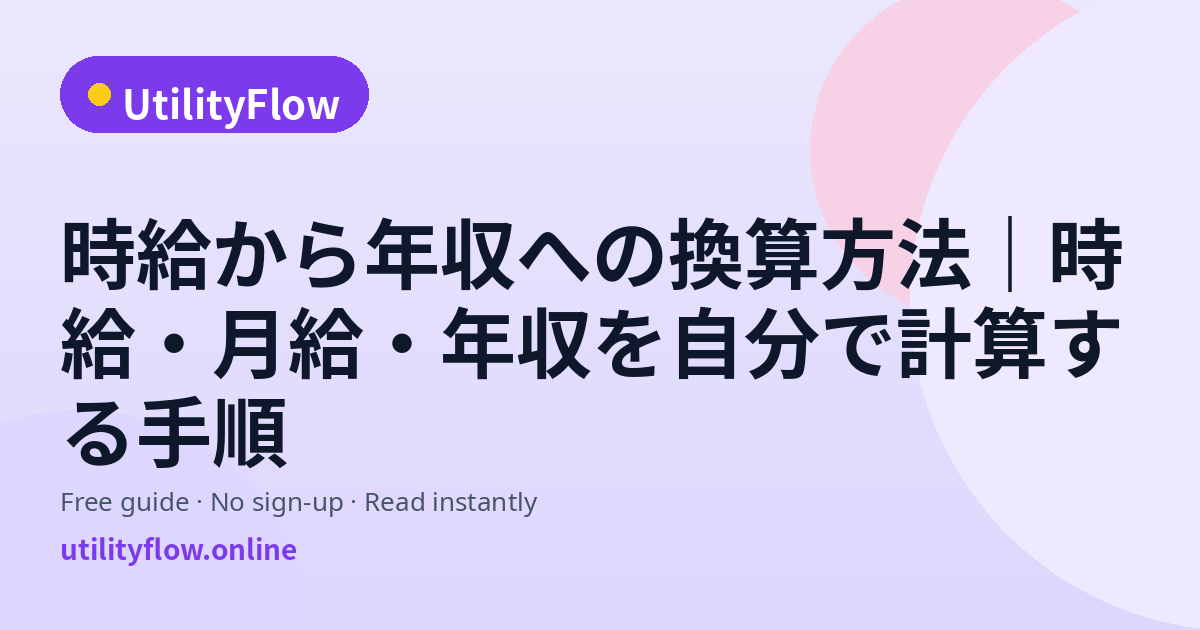 UtilityFlow
時給から年収への換算方法｜時
給・月給・年収を自分で計算す
る手順
Free guide · No sign-up · Read instantly
utilityflow.online